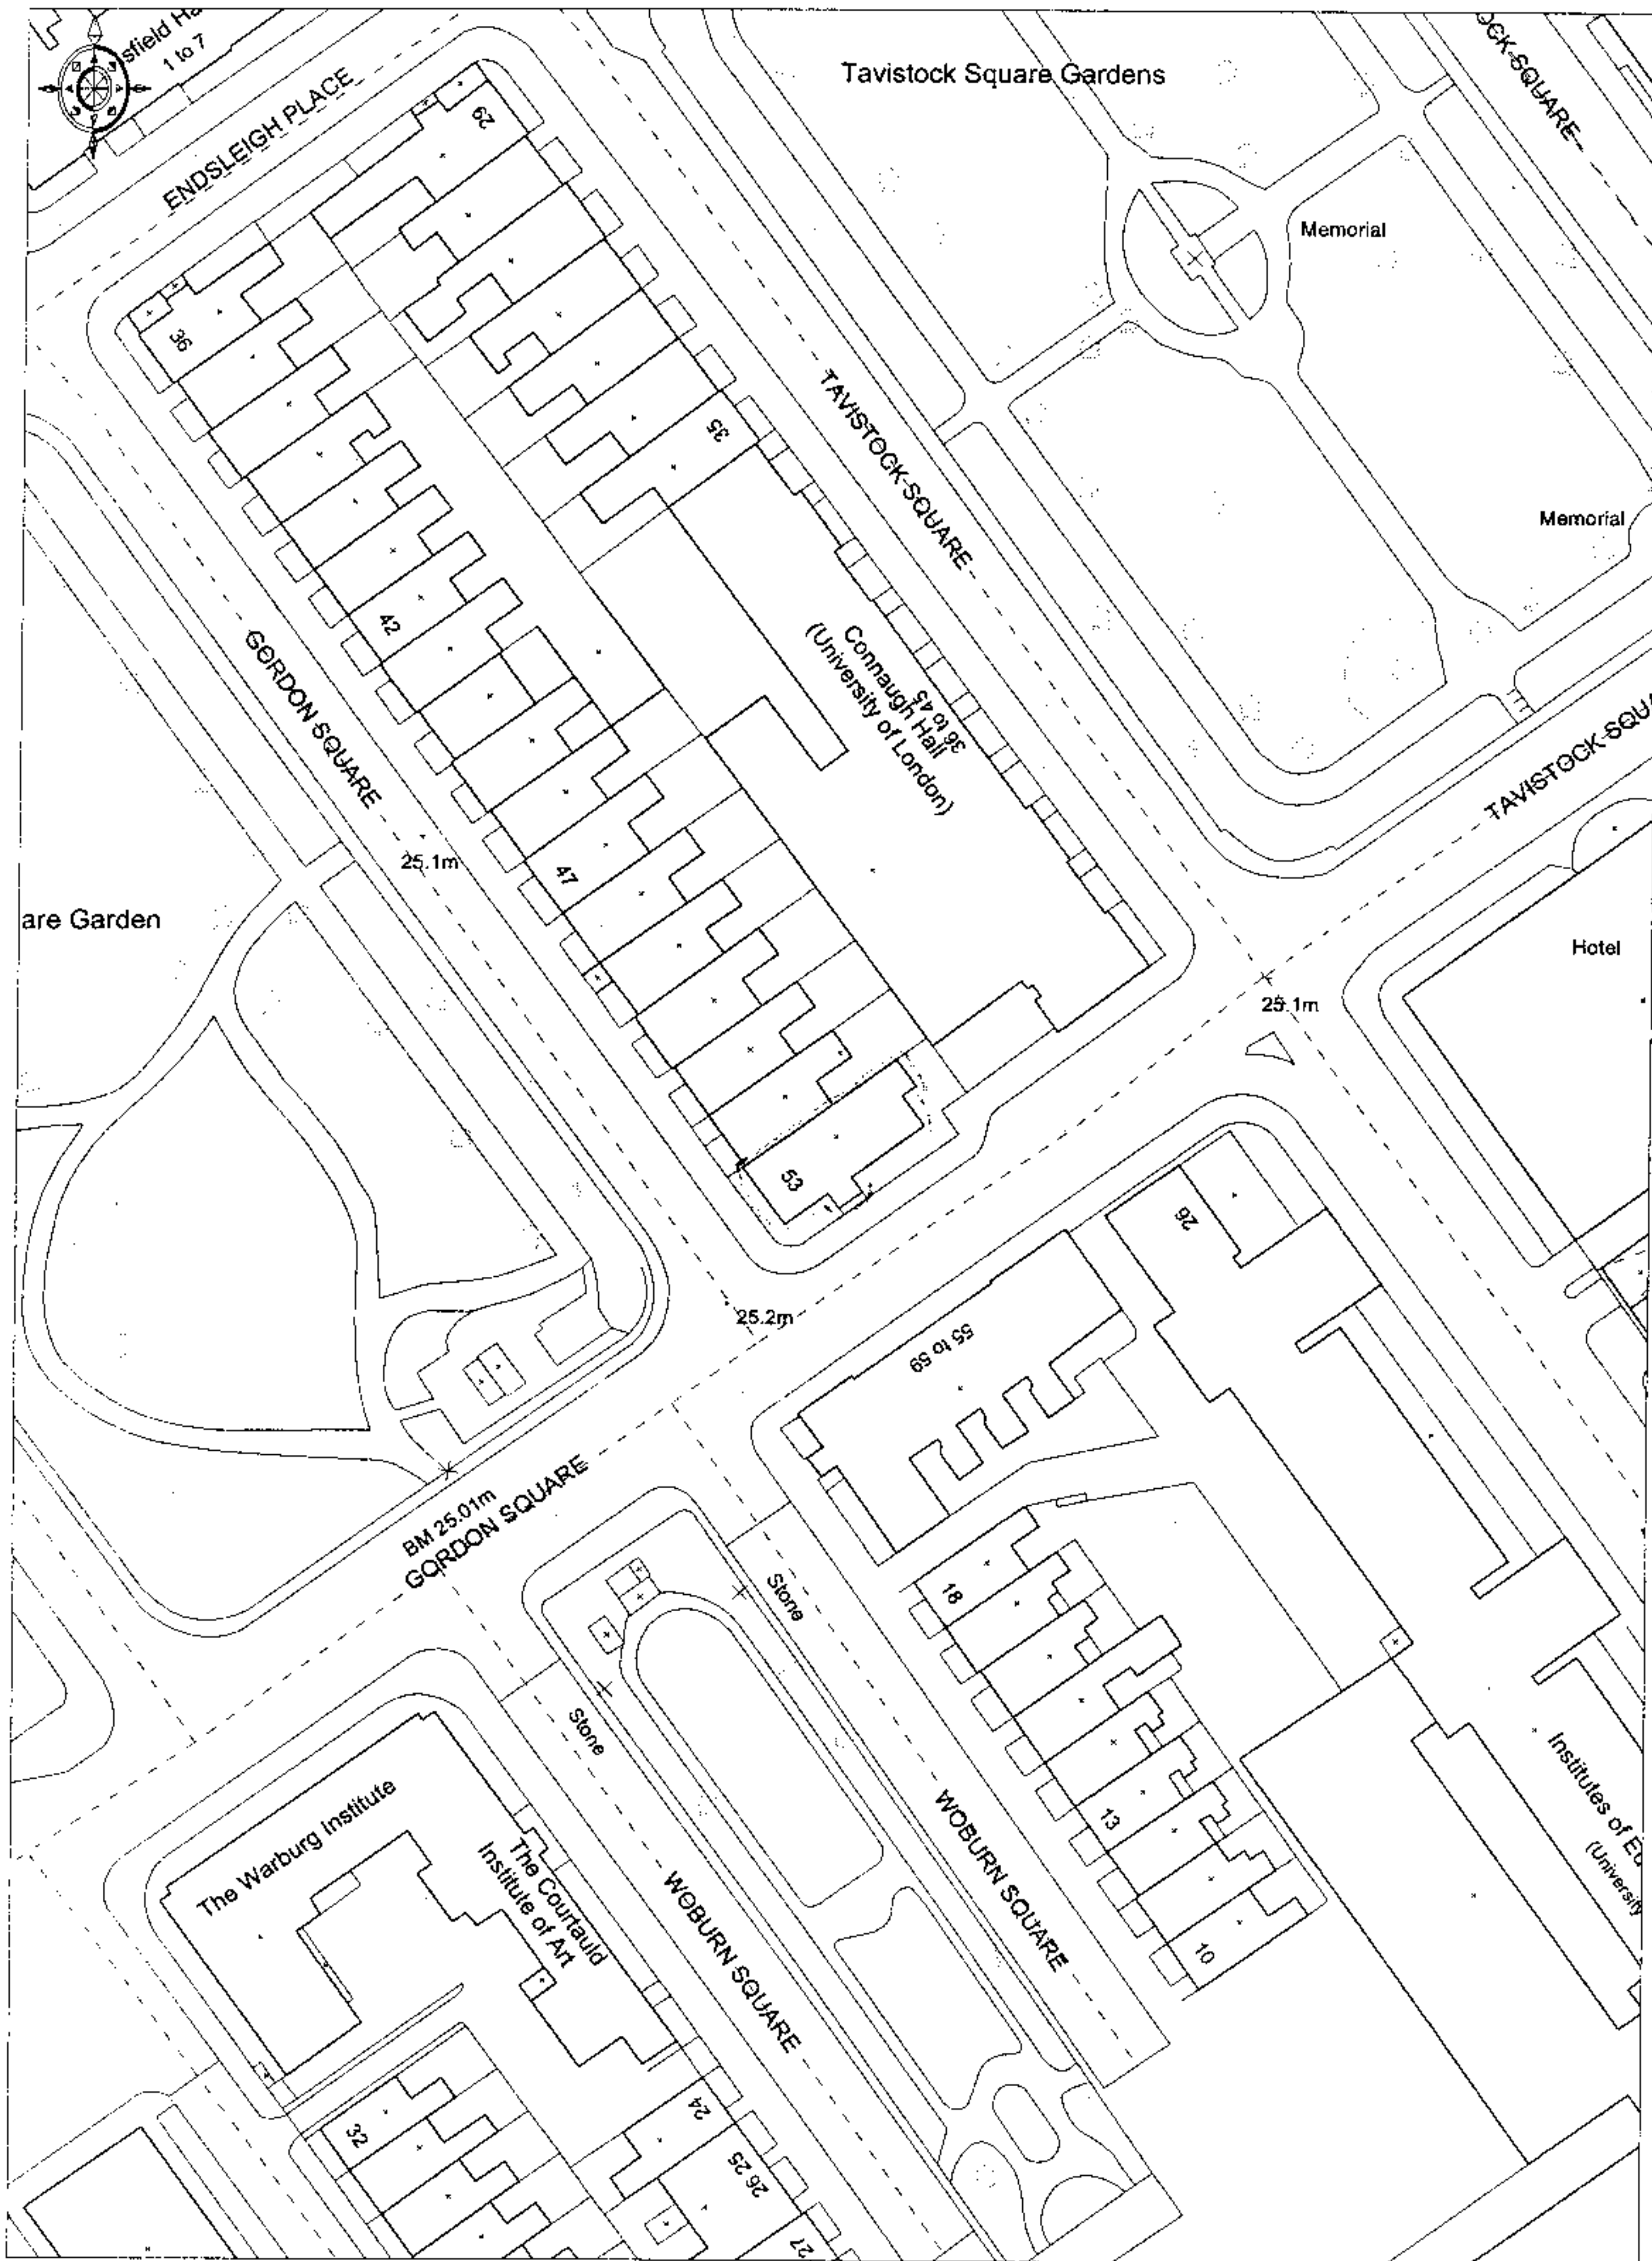 sfield Ha
1 to 7
ENDSLEIGH PLACE
Tavistock Square Gardens
OCK SQUARE
29
Memorial
36
TAVISTOCK SQUARE
35
Memorial
42
GORDON SQUARE
36 to 45
Connaugh Hall
(University of London)
TAVISTOCK SQU
25.1m
47
are Garden
Hotel
25.1m
53
26
25.2m
55 to 59
BM 25.01m
GORDON SQUARE
Stone
18
Stone
The Warburg Institute
The Courtauld
Institute of Art
WOBURN SQUARE
WOBURN SQUARE
13
10
Institutes of Ed
(University
32
24
26 25
27